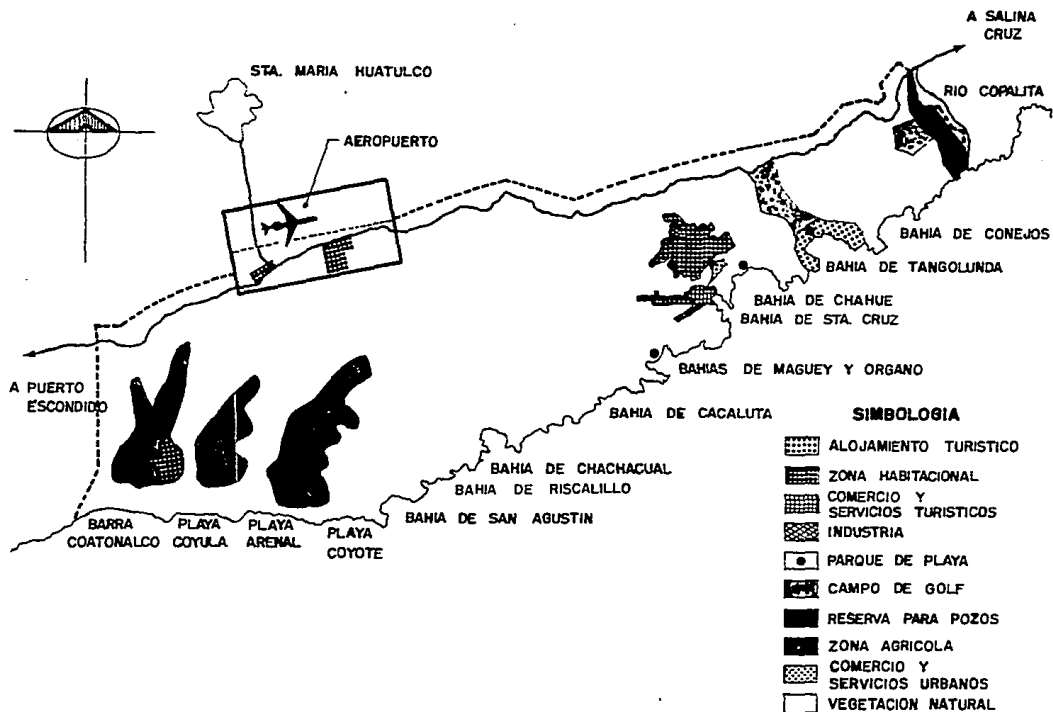 A SALINA
CRUZ
STA. MARIA HUATULCO
RIO COPALITA
AEROPUERTO
BAHIA DE CONEJOS
BAHIA DE TANGOLUNDA
BAHIA DE CHAHUE
BAHIA DE STA. CRUZ
A PUERTO
ESCONDIDO
BAHIAS DE MAGUEY Y ORGANO
BAHIA DE CACALUTA
BAHIA DE CHACHACUAL
BAHIA DE RISCALILLO
BAHIA DE SAN AGUSTIN
BARRA
COATONALCO
PLAYA
COYULA
PLAYA
ARENAL
PLAYA
COYOTE
SIMBOLOGIA
ALOJAMIENTO TURISTICO
ZONA HABITACIONAL
COMERCIO Y
SERVICIOS TURISTICOS
INDUSTRIA
PARQUE DE PLAYA
CAMPO DE GOLF
RESERVA PARA POZOS
ZONA AGRICOLA
COMERCIO Y
SERVICIOS URBANOS
VEGETACION NATURAL